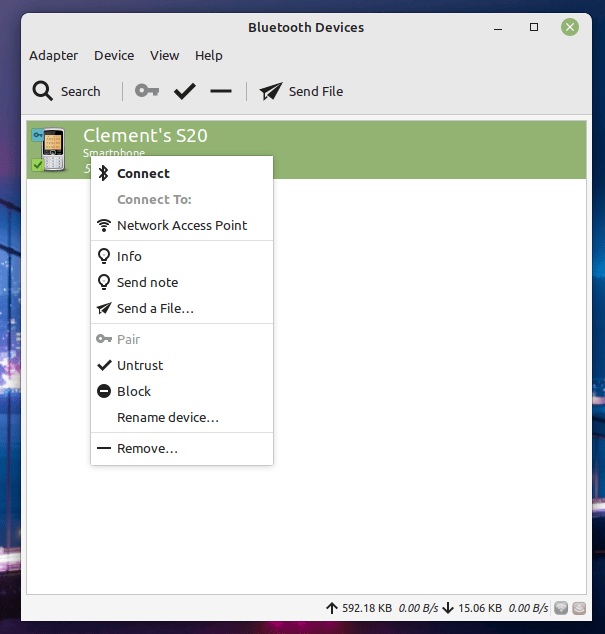 Bluetooth Devices
Adapter Device View Help
Search Send File
Clement's S20
Smartphone
Connect
Connect To:
Network Access Point
Info
Send note
Send a File…
Pair
Untrust
Block
Rename device…
Remove…
592.18 KB 0.00 B/s 15.06 KB 0.00 B/s